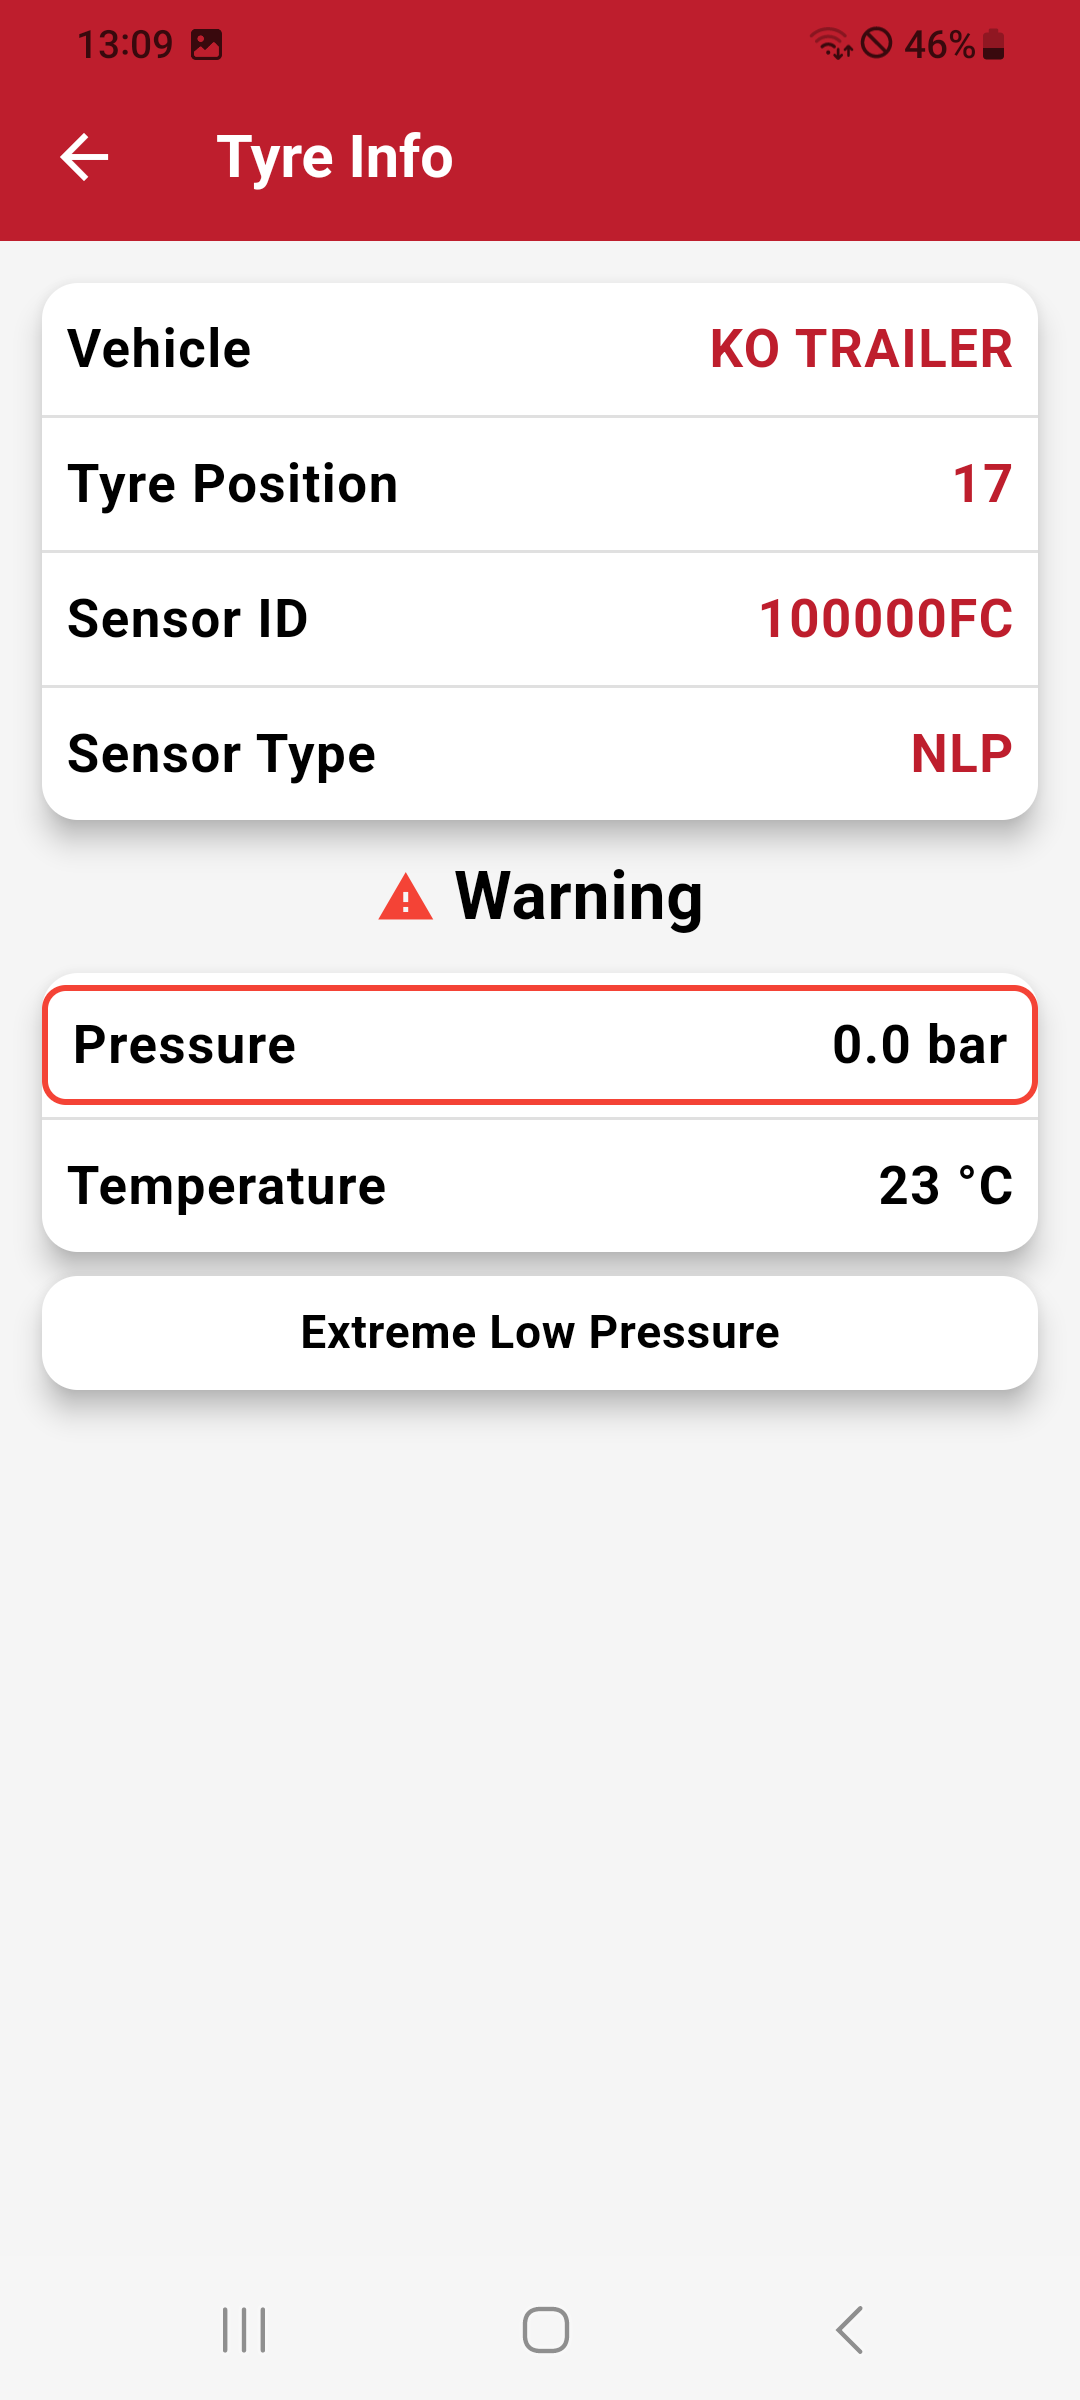 13:09 46%
Tyre Info
Vehicle KO TRAILER
Tyre Position 17
Sensor ID 100000FC
Sensor Type NLP
Warning
Pressure 0.0 bar
Temperature 23 °C
Extreme Low Pressure